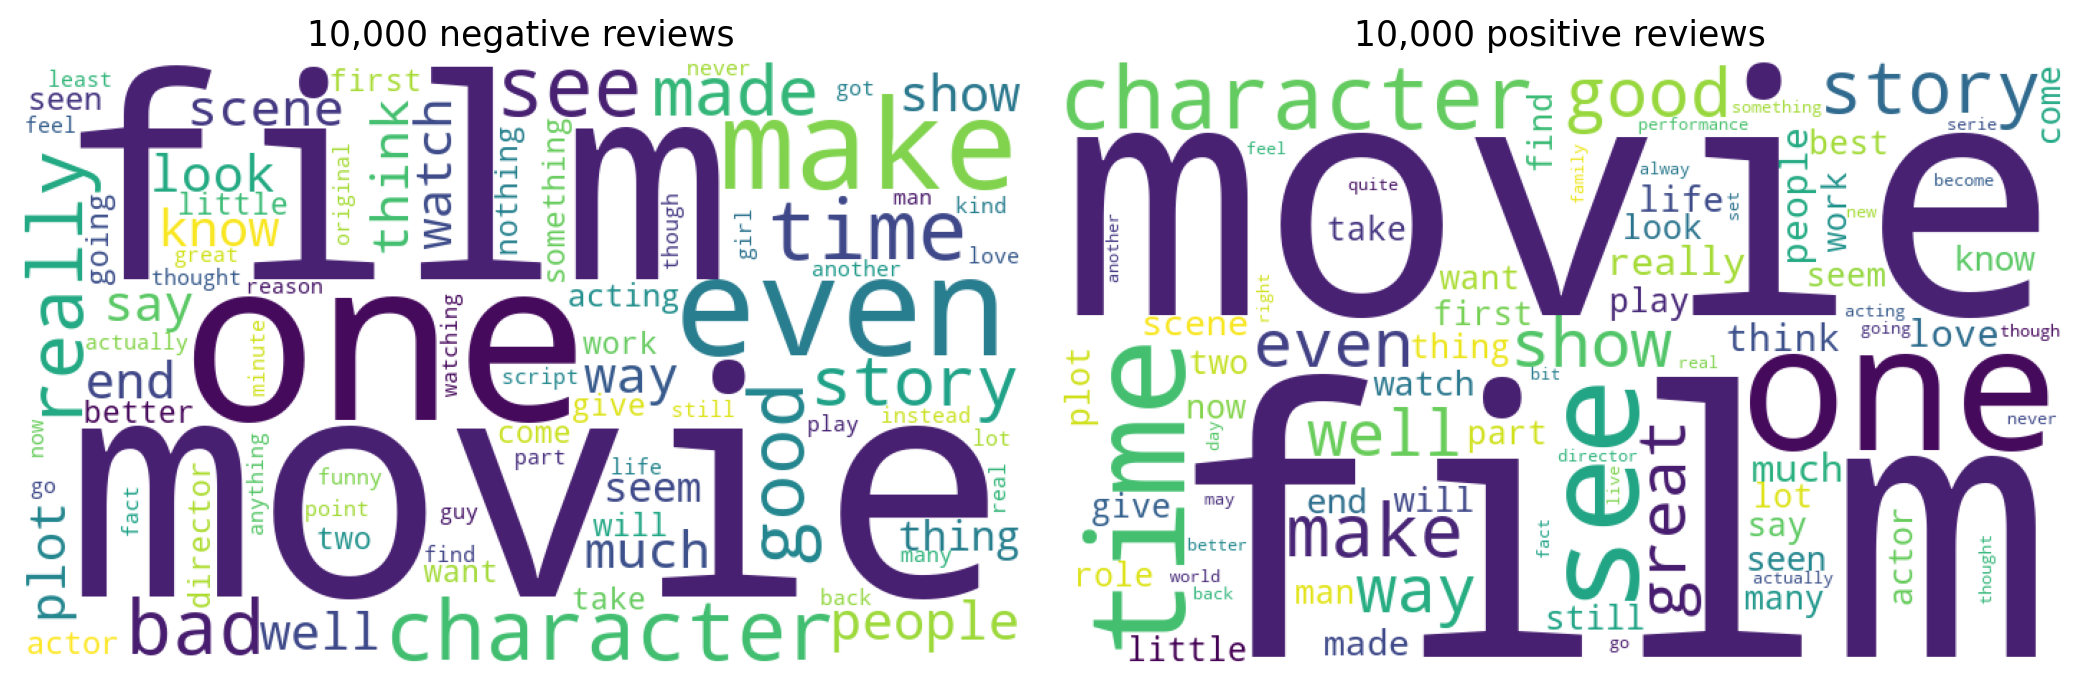 10,000 negative reviews
least
seen
feel
scene
first
see
never
made
got
show
film
make
look
little
know
great
thought
reason
going
really
original
think
watch
nothing
something
though
man
kind
girl
time
love
another
say
actually
end
better
one
minute
watching
acting
work
script
way
even
story
give
still
instead
lot
play
come
part
good
now
movie
plot
go
fact
director
anything
funny
point
two
guy
find
want
life
seem
will
much
real
thing
many
actor
bad
well
character
take
back
people
10,000 positive reviews
character
find
good
something
story
come
performance
serie
movie
feel
family
alway
people
best
work
life
set
look
new
become
quite
take
another
right
want
really
seem
know
first
play
scene
two
plot
even
thing
show
think
acting
going
love
though
real
bit
watch
now
day
time
well
part
see
great
one
never
film
director
live
much
lot
say
seen
actually
many
actor
thought
give
may
better
role
world
back
end
will
make
man
way
fact
still
little
made
go